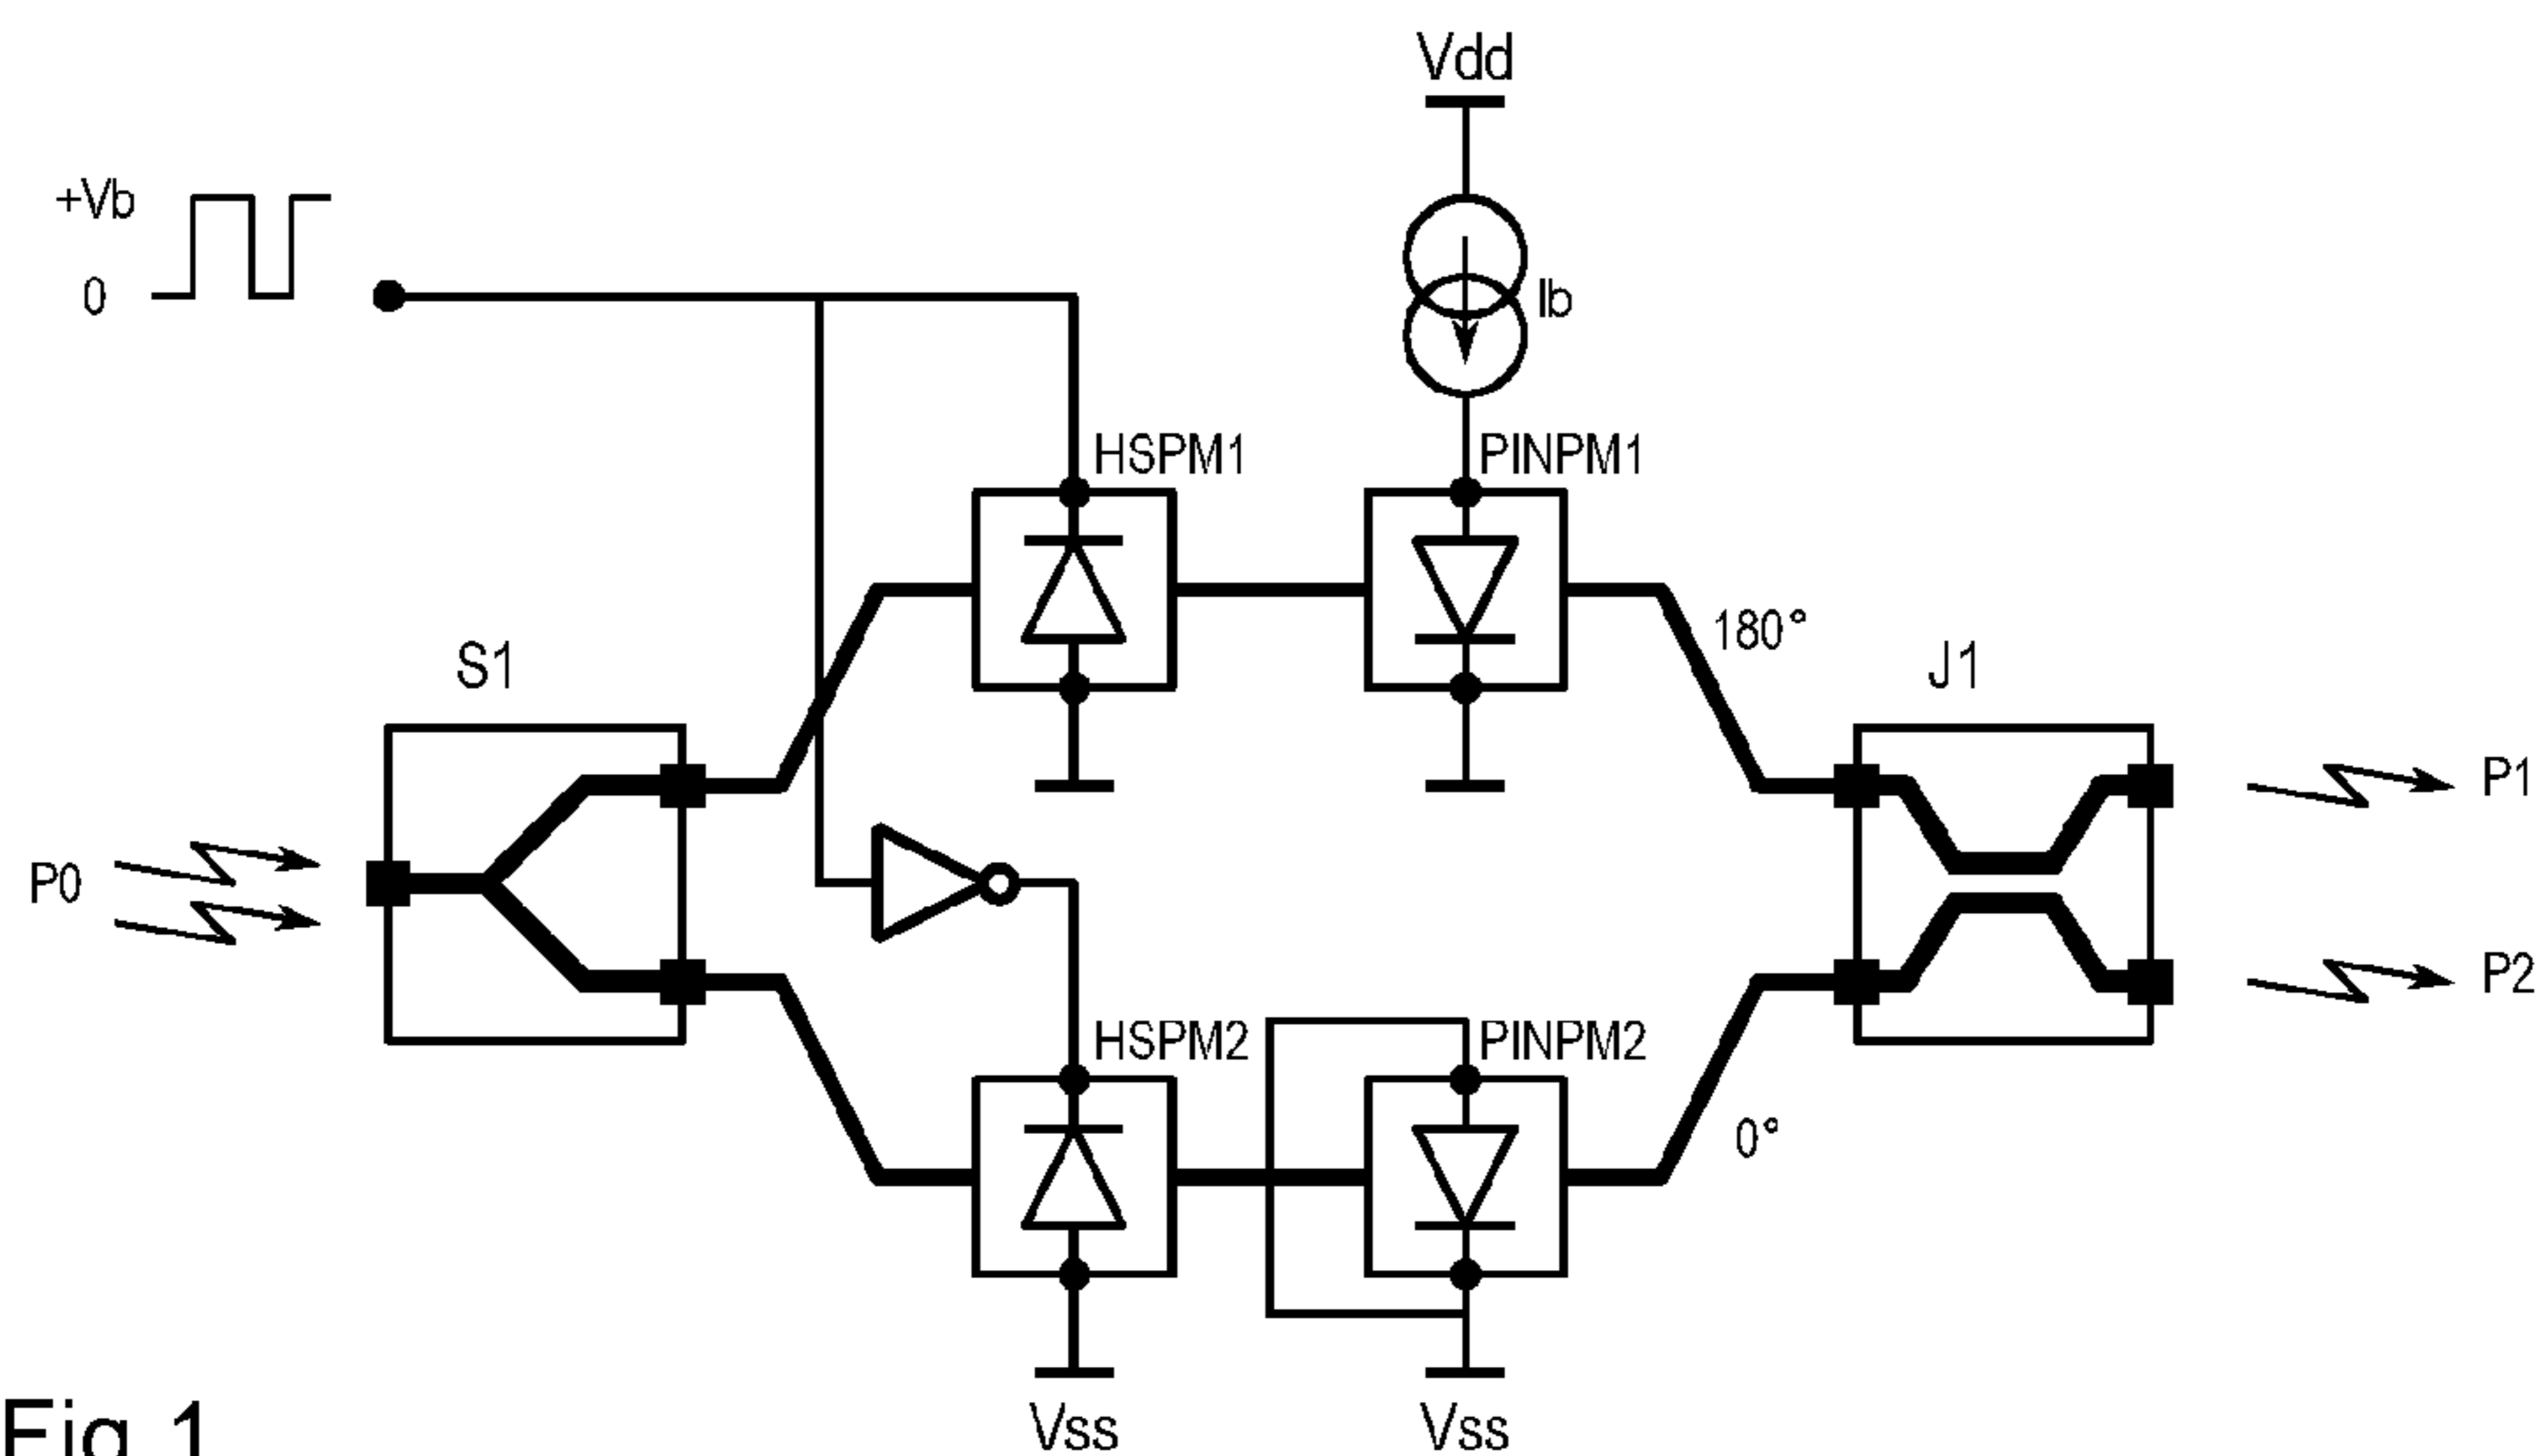 Vdd
+Vb
0
Ib
HSPM1
PINPM1
180°
S1
J1
P1
P0
P2
HSPM2
PINPM2
0°
Vss
Vss
Fig 1